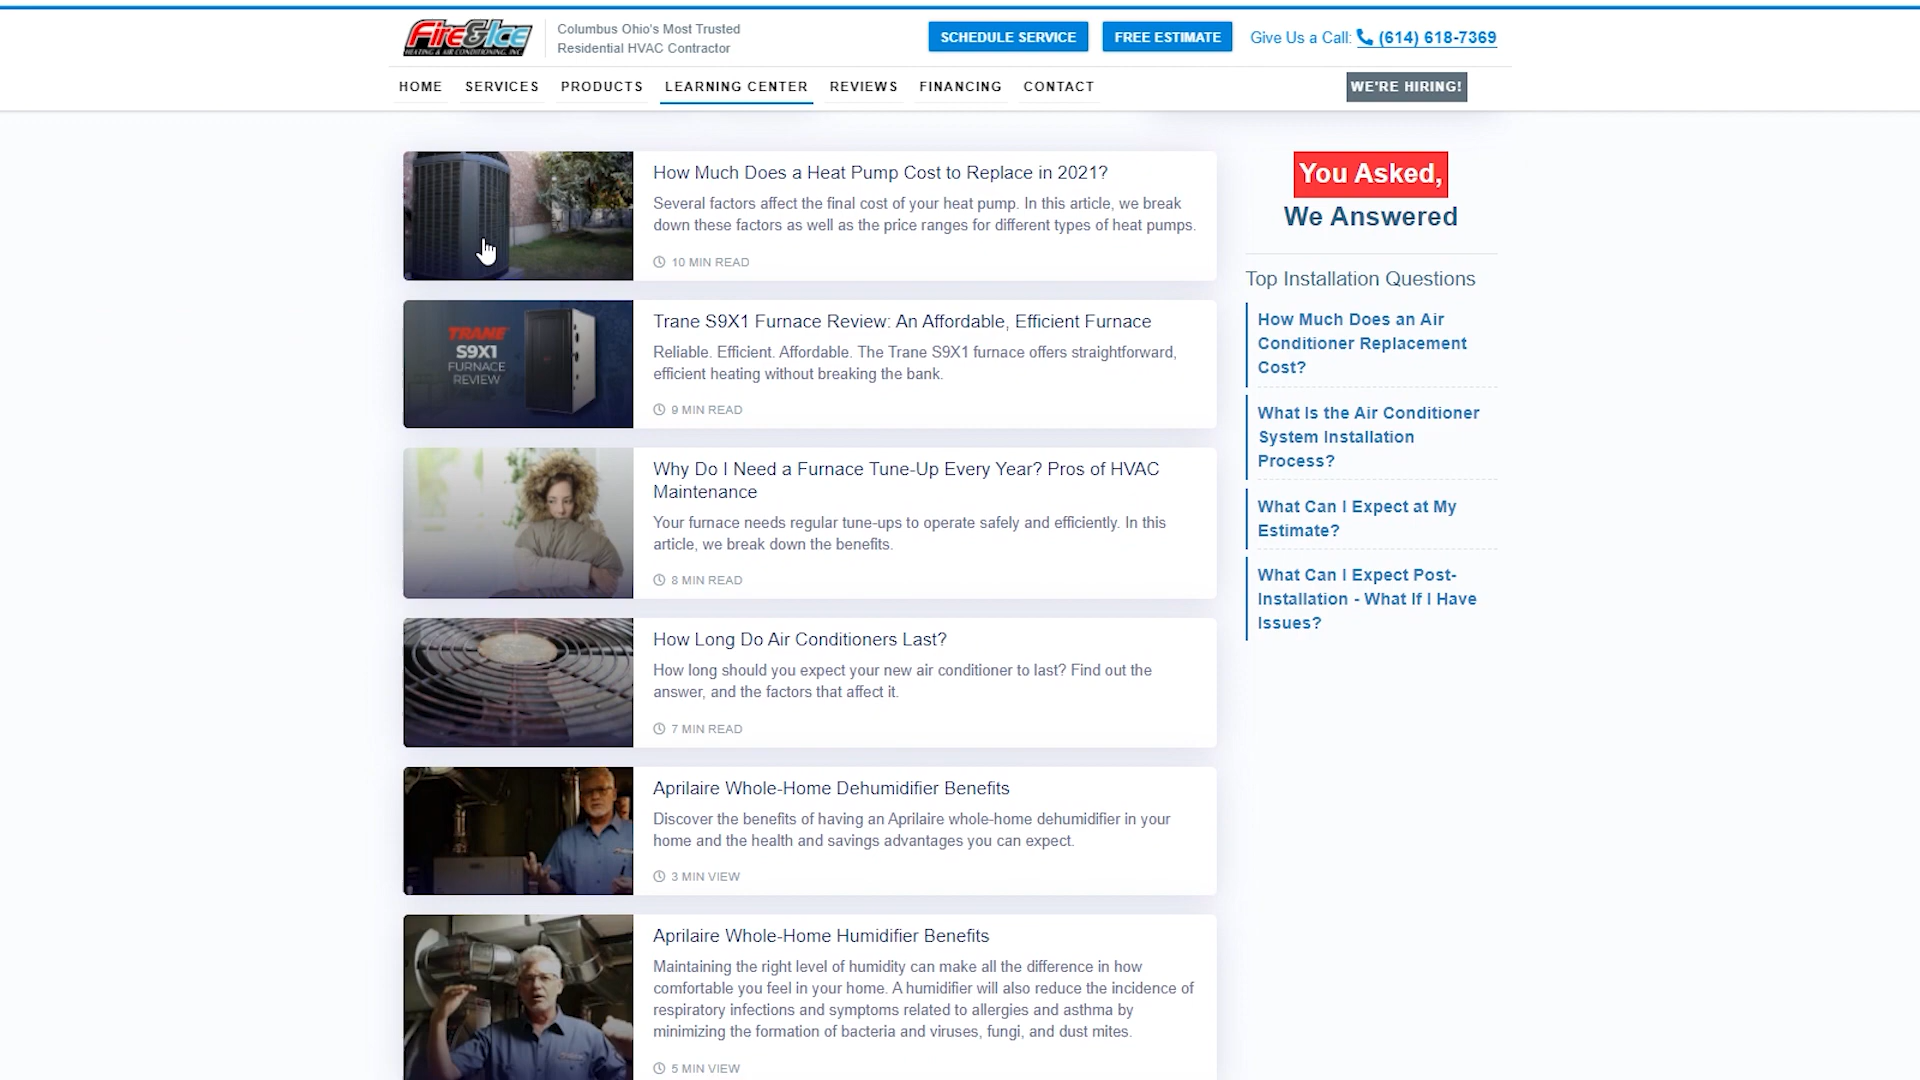 Fire & Ice
HEATING & AIR CONDITIONING, INC.
Columbus Ohio's Most Trusted
Residential HVAC Contractor
SCHEDULE SERVICE
FREE ESTIMATE
Give Us a Call: (614) 618-7369
HOME
SERVICES
PRODUCTS
LEARNING CENTER
REVIEWS
FINANCING
CONTACT
WE'RE HIRING!
How Much Does a Heat Pump Cost to Replace in 2021?
Several factors affect the final cost of your heat pump. In this article, we break
down these factors as well as the price ranges for different types of heat pumps.
10 MIN READ
TRANE
S9X1
FURNACE
REVIEW
Trane S9X1 Furnace Review: An Affordable, Efficient Furnace
Reliable. Efficient. Affordable. The Trane S9X1 furnace offers straightforward,
efficient heating without breaking the bank.
9 MIN READ
Why Do I Need a Furnace Tune-Up Every Year? Pros of HVAC
Maintenance
Your furnace needs regular tune-ups to operate safely and efficiently. In this
article, we break down the benefits.
8 MIN READ
How Long Do Air Conditioners Last?
How long should you expect your new air conditioner to last? Find out the
answer, and the factors that affect it.
7 MIN READ
Aprilaire Whole-Home Dehumidifier Benefits
Discover the benefits of having an Aprilaire whole-home dehumidifier in your
home and the health and savings advantages you can expect.
3 MIN VIEW
Aprilaire Whole-Home Humidifier Benefits
Maintaining the right level of humidity can make all the difference in how
comfortable you feel in your home. A humidifier will also reduce the incidence of
respiratory infections and symptoms related to allergies and asthma by
minimizing the formation of bacteria and viruses, fungi, and dust mites.
5 MIN VIEW
You Asked,
We Answered
Top Installation Questions
How Much Does an Air
Conditioner Replacement
Cost?
What Is the Air Conditioner
System Installation
Process?
What Can I Expect at My
Estimate?
What Can I Expect Post-
Installation - What If I Have
Issues?